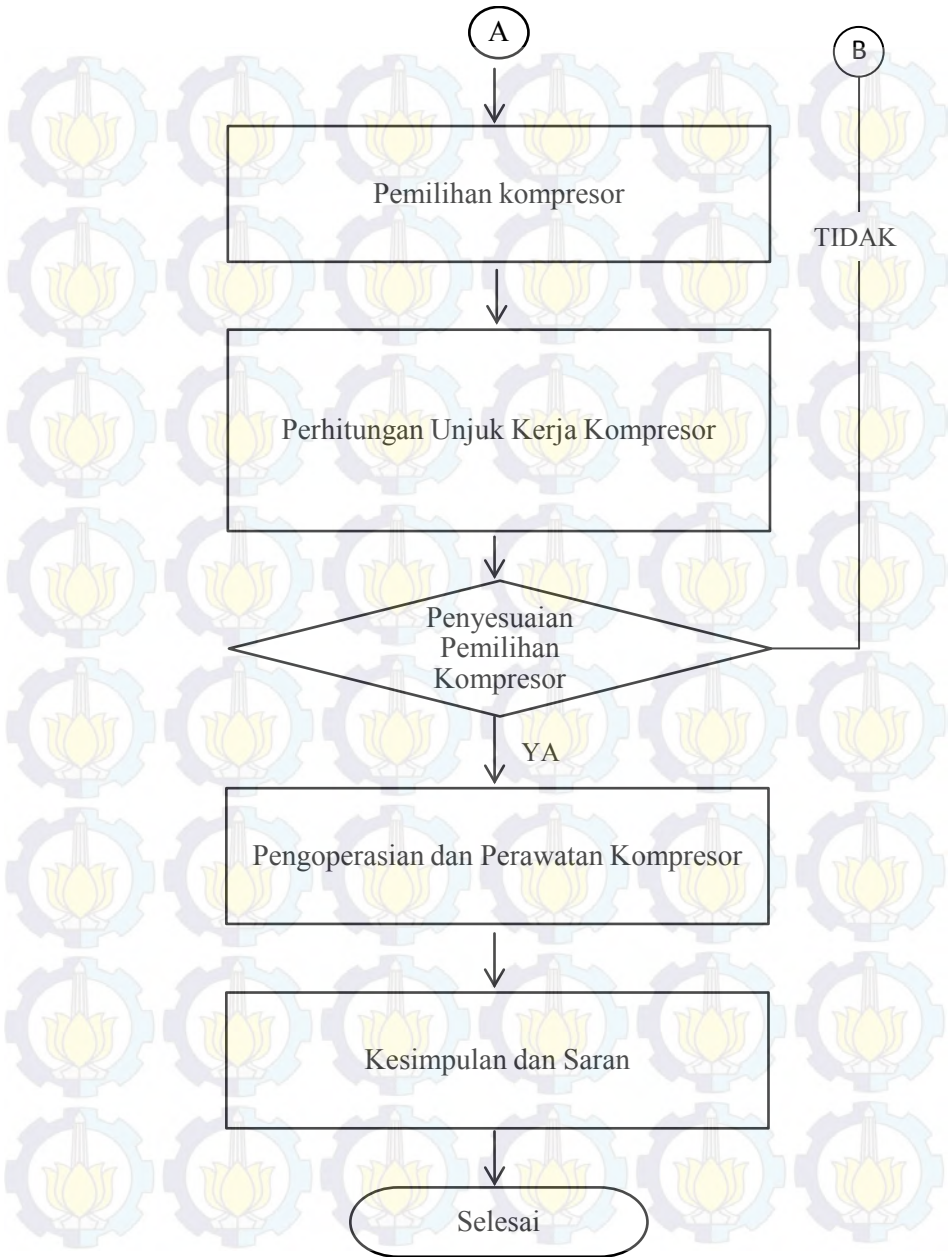 A
B
Pemilihan kompresor
TIDAK
Perhitungan Unjuk Kerja Kompresor
Penyesuaian
Pemilihan
Kompresor
YA
Pengoperasian dan Perawatan Kompresor
Kesimpulan dan Saran
Selesai